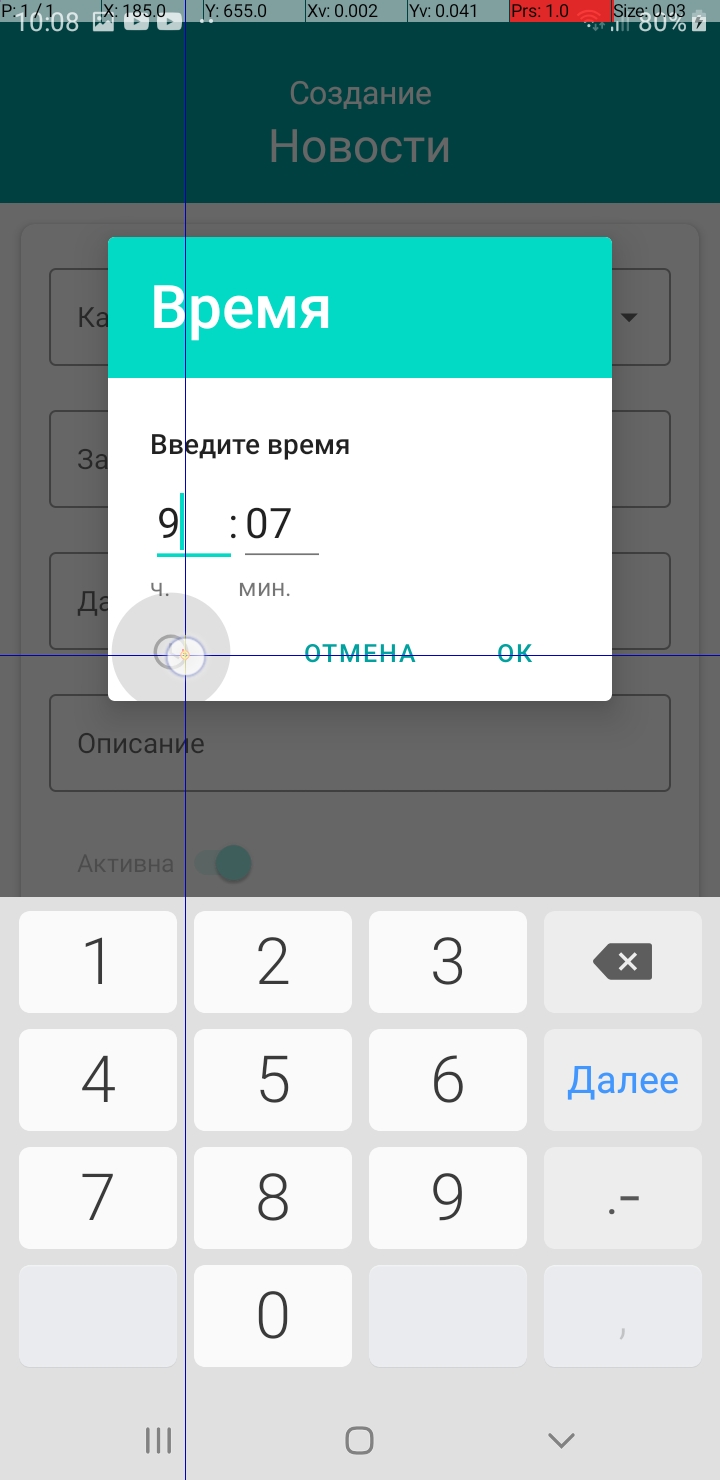 P: 1 / 1 X: 185.0 Y: 655.0 Xv: 0.002 Yv: 0.041 Prs: 1.0 Size: 0.03
10:08 80%
Создание
Новости
Время
Ка
Введите время
За
9 : 07
ч. мин.
Да
ОТМЕНА ОК
Описание
Активна
1 2 3
4 5 6 Далее
7 8 9 .-
0 ,